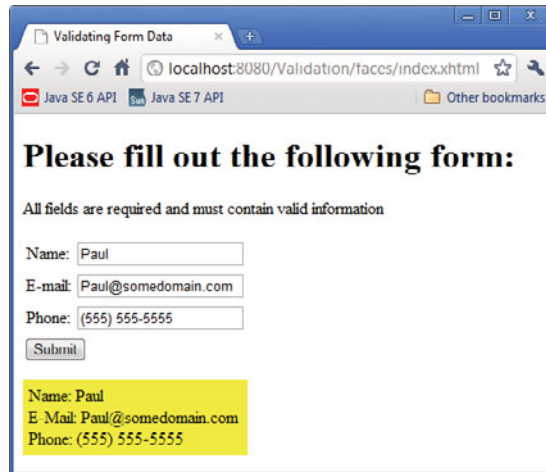 Validating Form Data
localhost:8080/Validation/faces/index.xhtml
Java SE 6 API Sun Java SE 7 API Other bookmarks
Please fill out the following form:
All fields are required and must contain valid information
Name: Paul
E-mail: Paul@somedomain.com
Phone: (555) 555-5555
Submit
Name: Paul
E-Mail: Paul@somedomain.com
Phone: (555) 555-5555